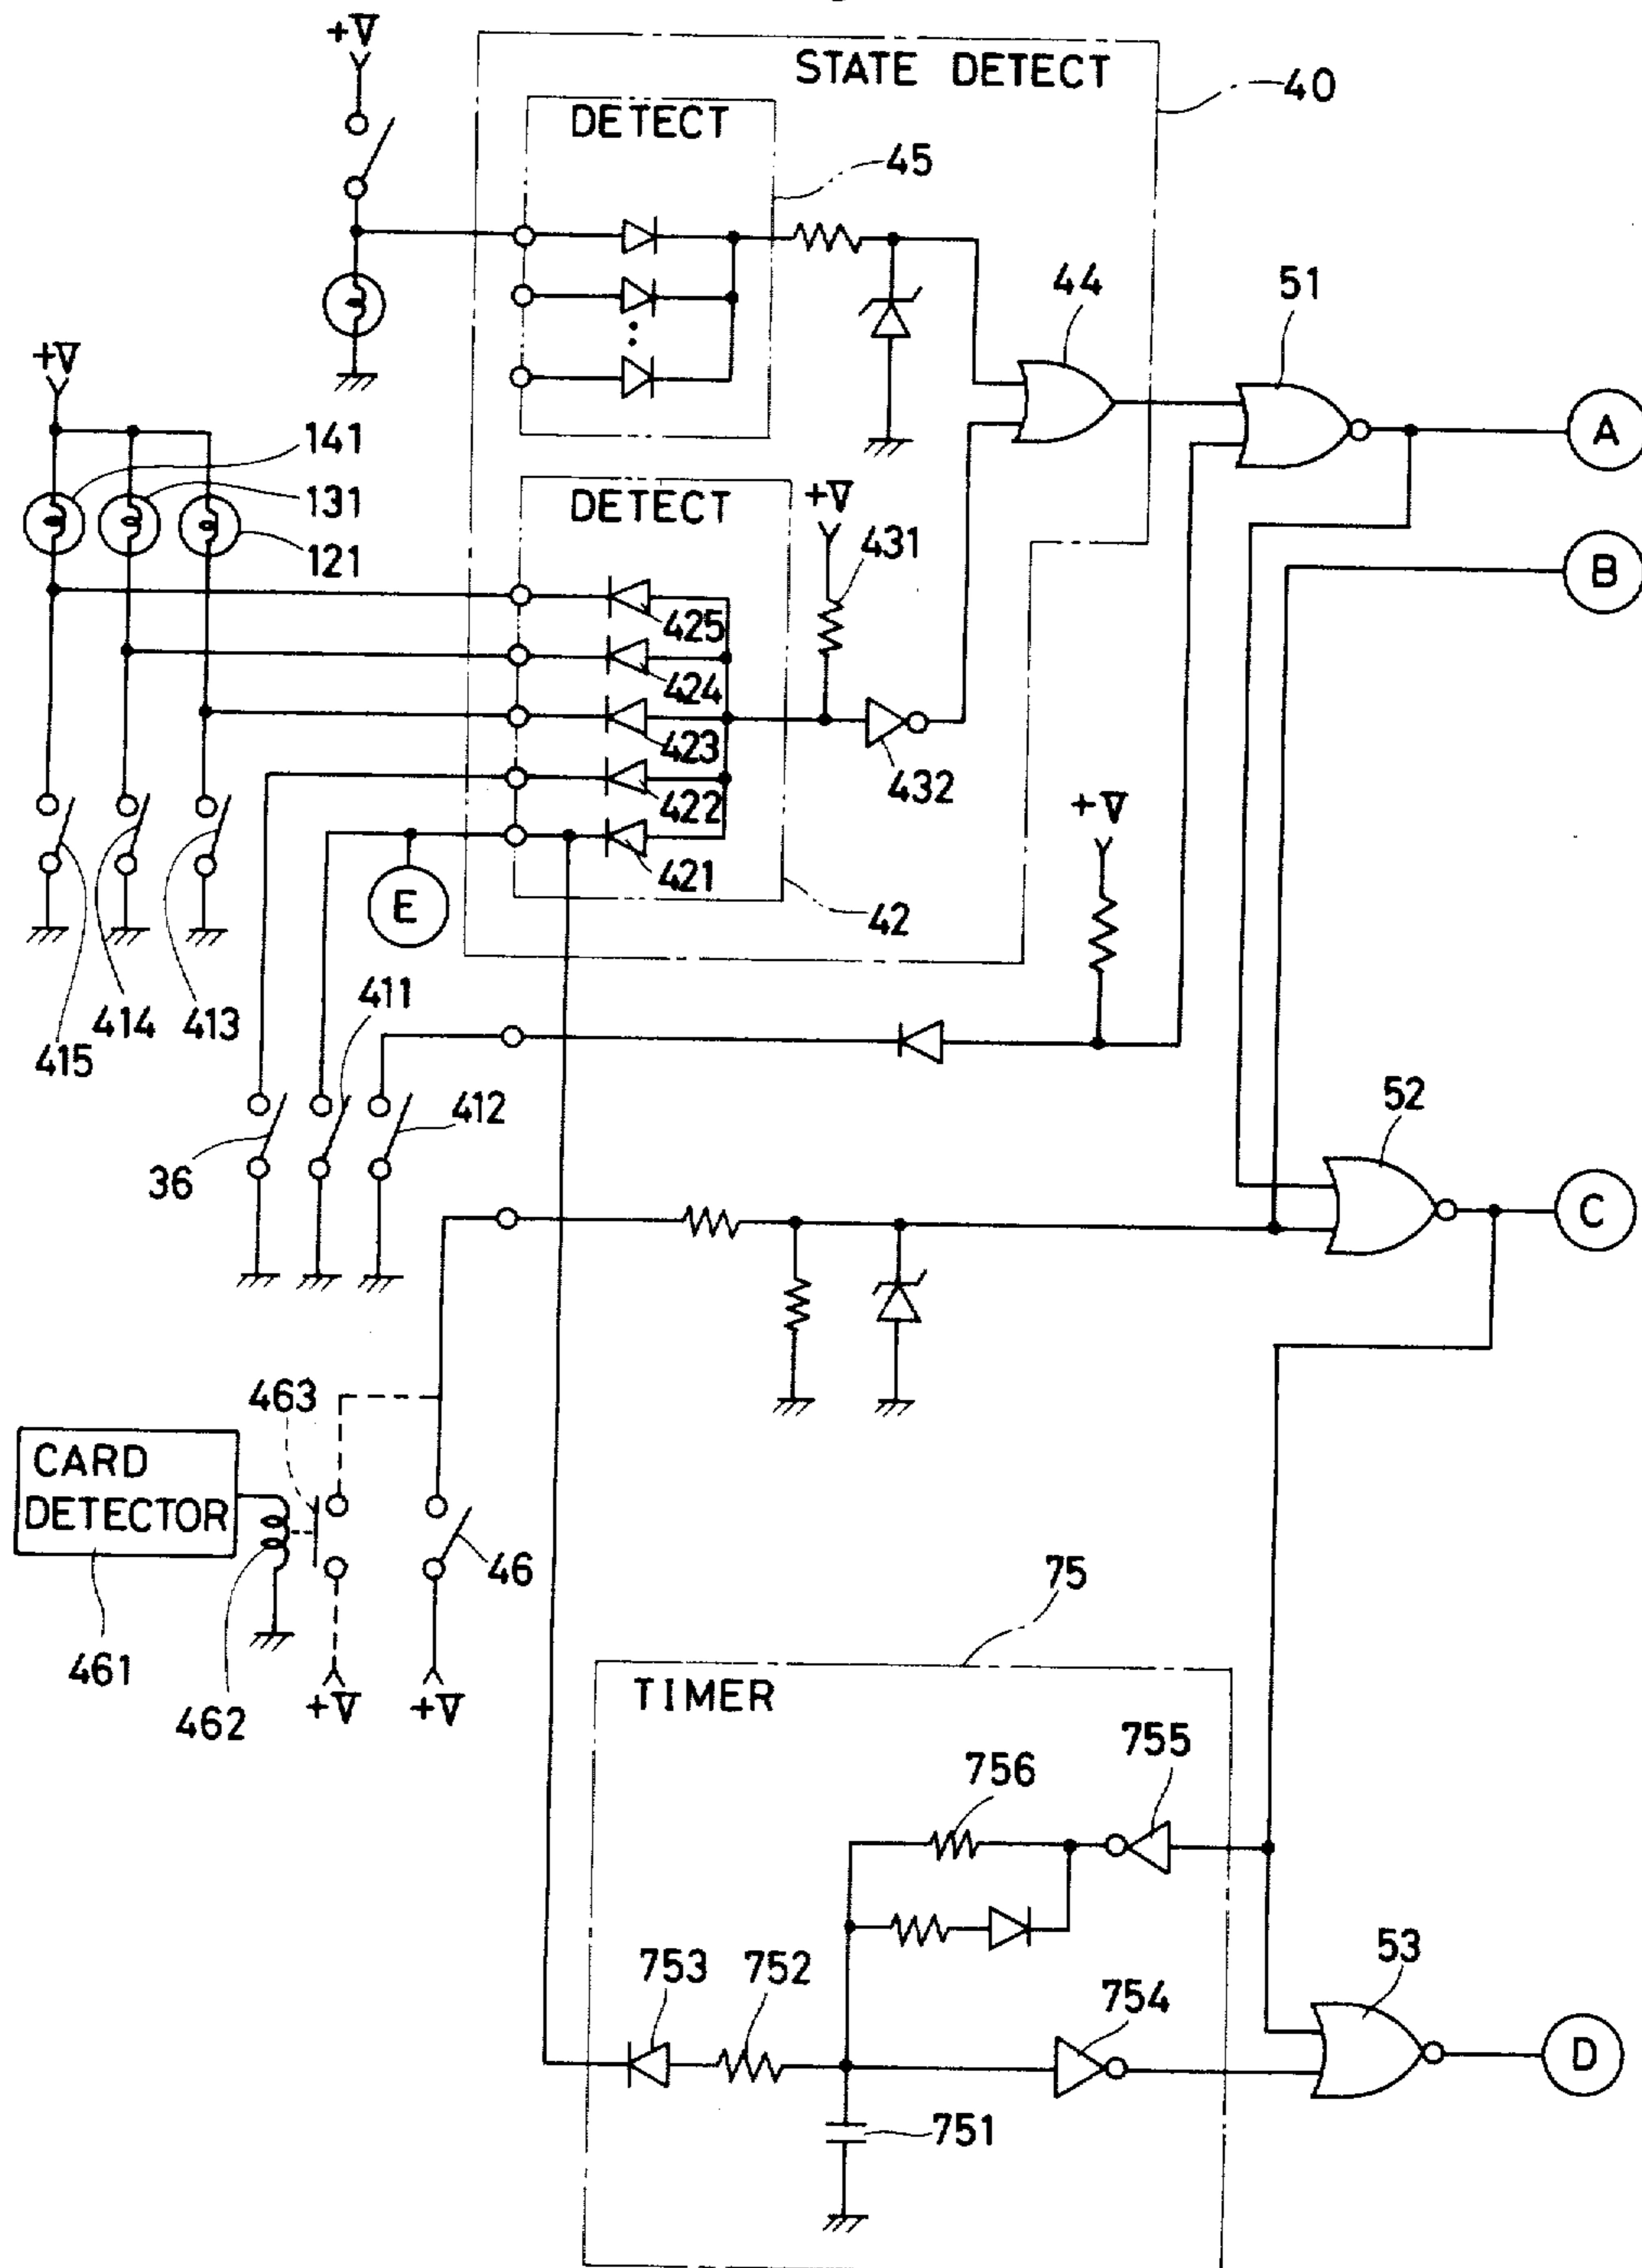 +V
STATE DETECT
40
DETECT
45
44
51
+V
141
131
121
A
DETECT
+V
431
B
425
424
423
432
422
421
+V
E
42
411
414
413
415
412
52
36
C
463
CARD
DETECTOR
46
75
461
462
+V
+V
TIMER
755
756
753
752
754
53
D
751